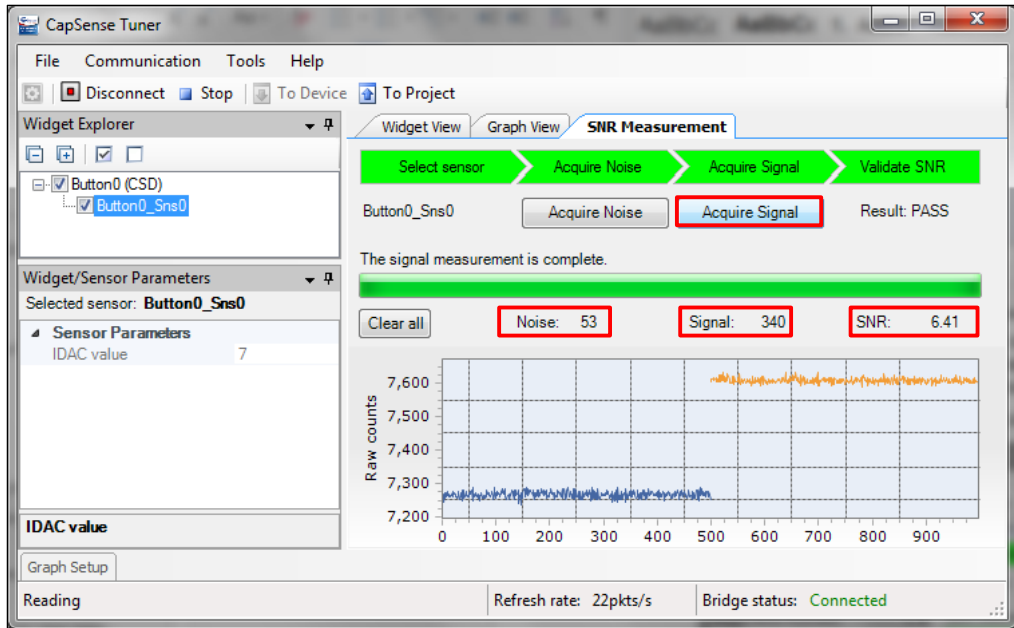 CapSense Tuner
File Communication Tools Help
Disconnect Stop To Device To Project
Widget Explorer
Button0 (CSD)
Button0_Sns0
Widget/Sensor Parameters
Selected sensor: Button0_Sns0
Sensor Parameters
IDAC value 7
IDAC value
Widget View Graph View SNR Measurement
Select sensor Acquire Noise Acquire Signal Validate SNR
Button0_Sns0 Acquire Noise Acquire Signal Result: PASS
The signal measurement is complete.
Clear all Noise: 53 Signal: 340 SNR: 6.41
Raw counts
7,600
7,500
7,400
7,300
7,200
0 100 200 300 400 500 600 700 800 900
Graph Setup
Reading Refresh rate: 22pkts/s Bridge status: Connected